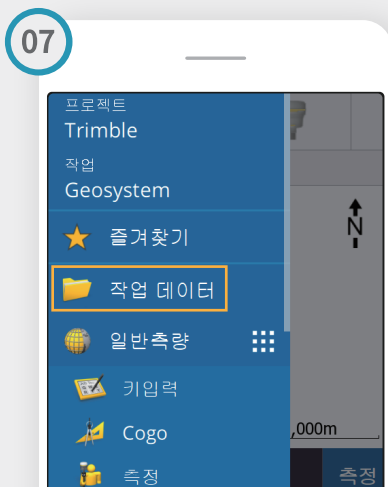 07
프로젝트
Trimble
작업
Geosystem
즐겨찾기
작업 데이터
일반측량
키입력
Cogo
측정
N
,000m
측정